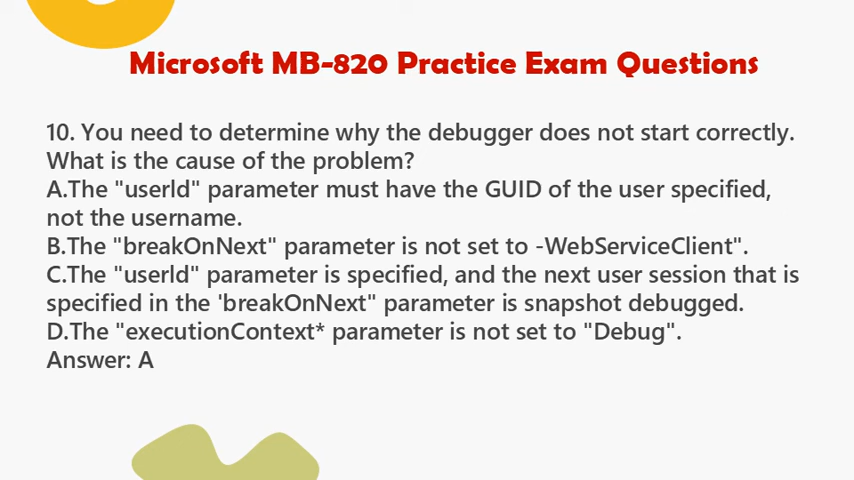 Microsoft MB-820 Practice Exam Questions
10. You need to determine why the debugger does not start correctly.
What is the cause of the problem?
A.The "userld" parameter must have the GUID of the user specified,
not the username.
B.The "breakOnNext" parameter is not set to -WebServiceClient".
C.The "userld" parameter is specified, and the next user session that is
specified in the 'breakOnNext" parameter is snapshot debugged.
D.The "executionContext* parameter is not set to "Debug".
Answer: A